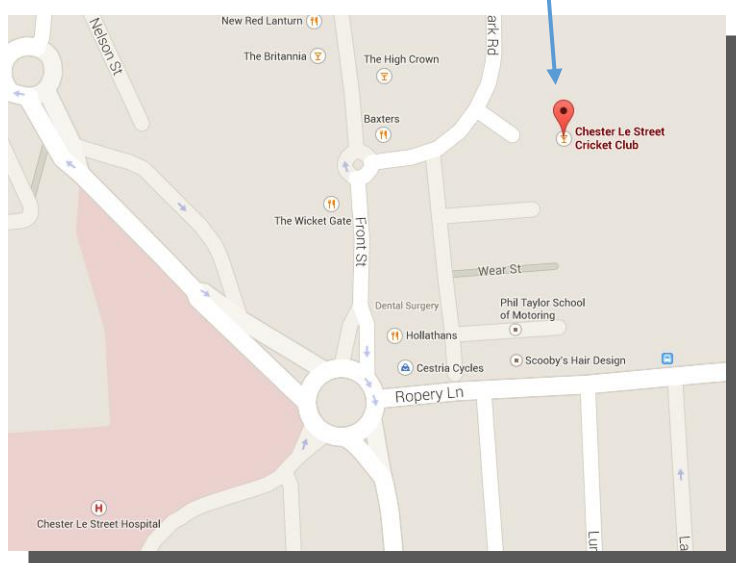 New Red Lanturn
ark Rd
Nelson St
The Britannia
The High Crown
Baxters
Chester Le Street
Cricket Club
The Wicket Gate
Front St
Wear St
Dental Surgery
Phil Taylor School
of Motoring
Hollathans
Cestria Cycles
Scooby's Hair Design
Ropery Ln
H
Chester Le Street Hospital
Lur
La